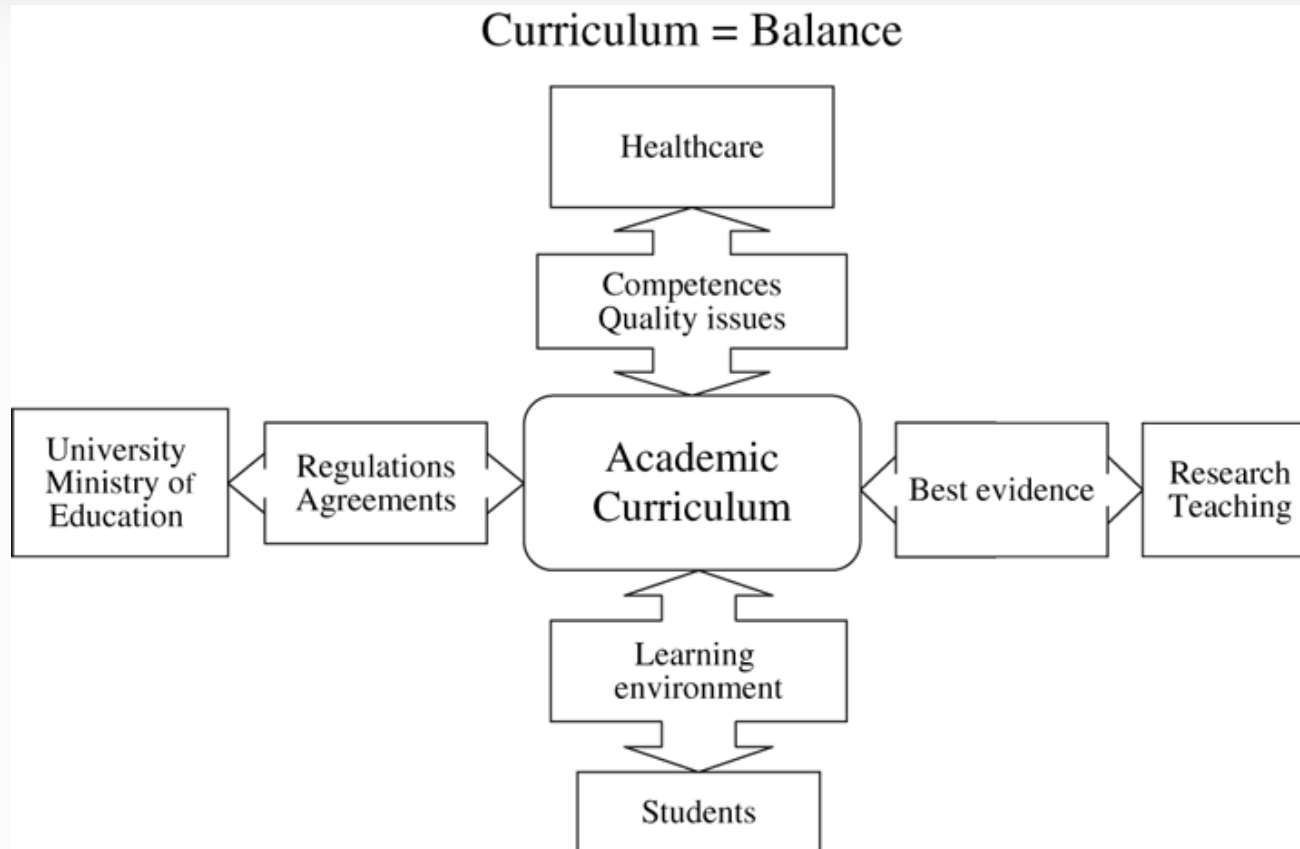 Curriculum = Balance
Healthcare
Competences
Quality issues
University
Ministry of
Education
Regulations
Agreements
Academic
Curriculum
Best evidence
Research
Teaching
Learning
environment
Students